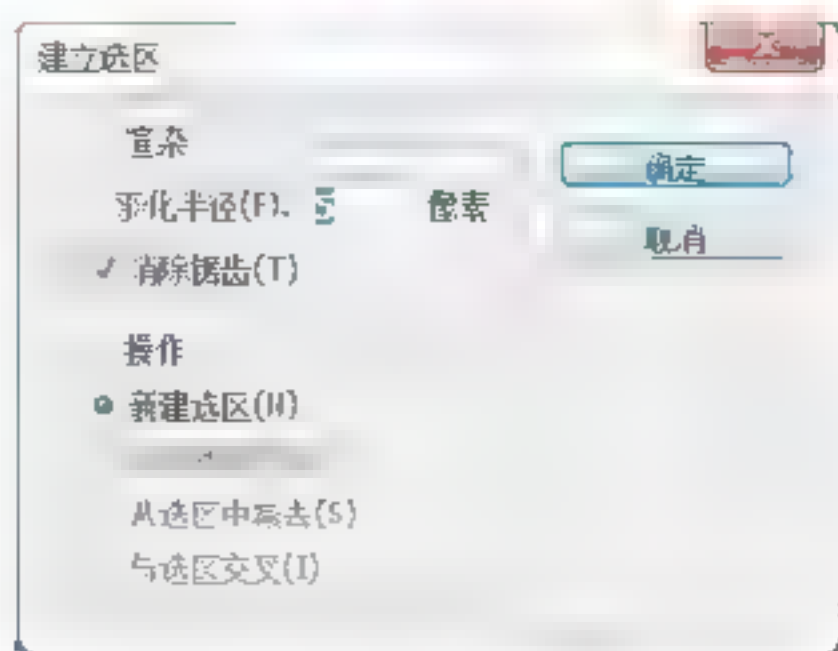 建立选区
渲染
确定
羽化半径(F): 5 像素
取消
消除锯齿(T)
操作
新建选区(N)
从选区中减去(S)
与选区交叉(I)